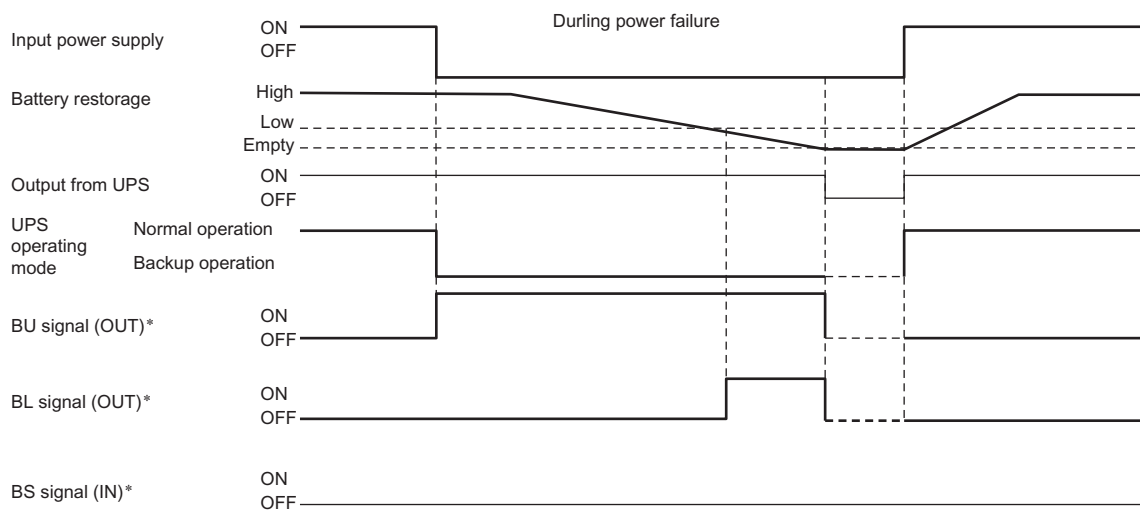 Durling power failure
Input power supply ON
OFF
Battery restorage High
Low
Empty
Output from UPS ON
OFF
UPS operating mode Normal operation
Backup operation
BU signal (OUT)* ON
OFF
BL signal (OUT)* ON
OFF
BS signal (IN)* ON
OFF